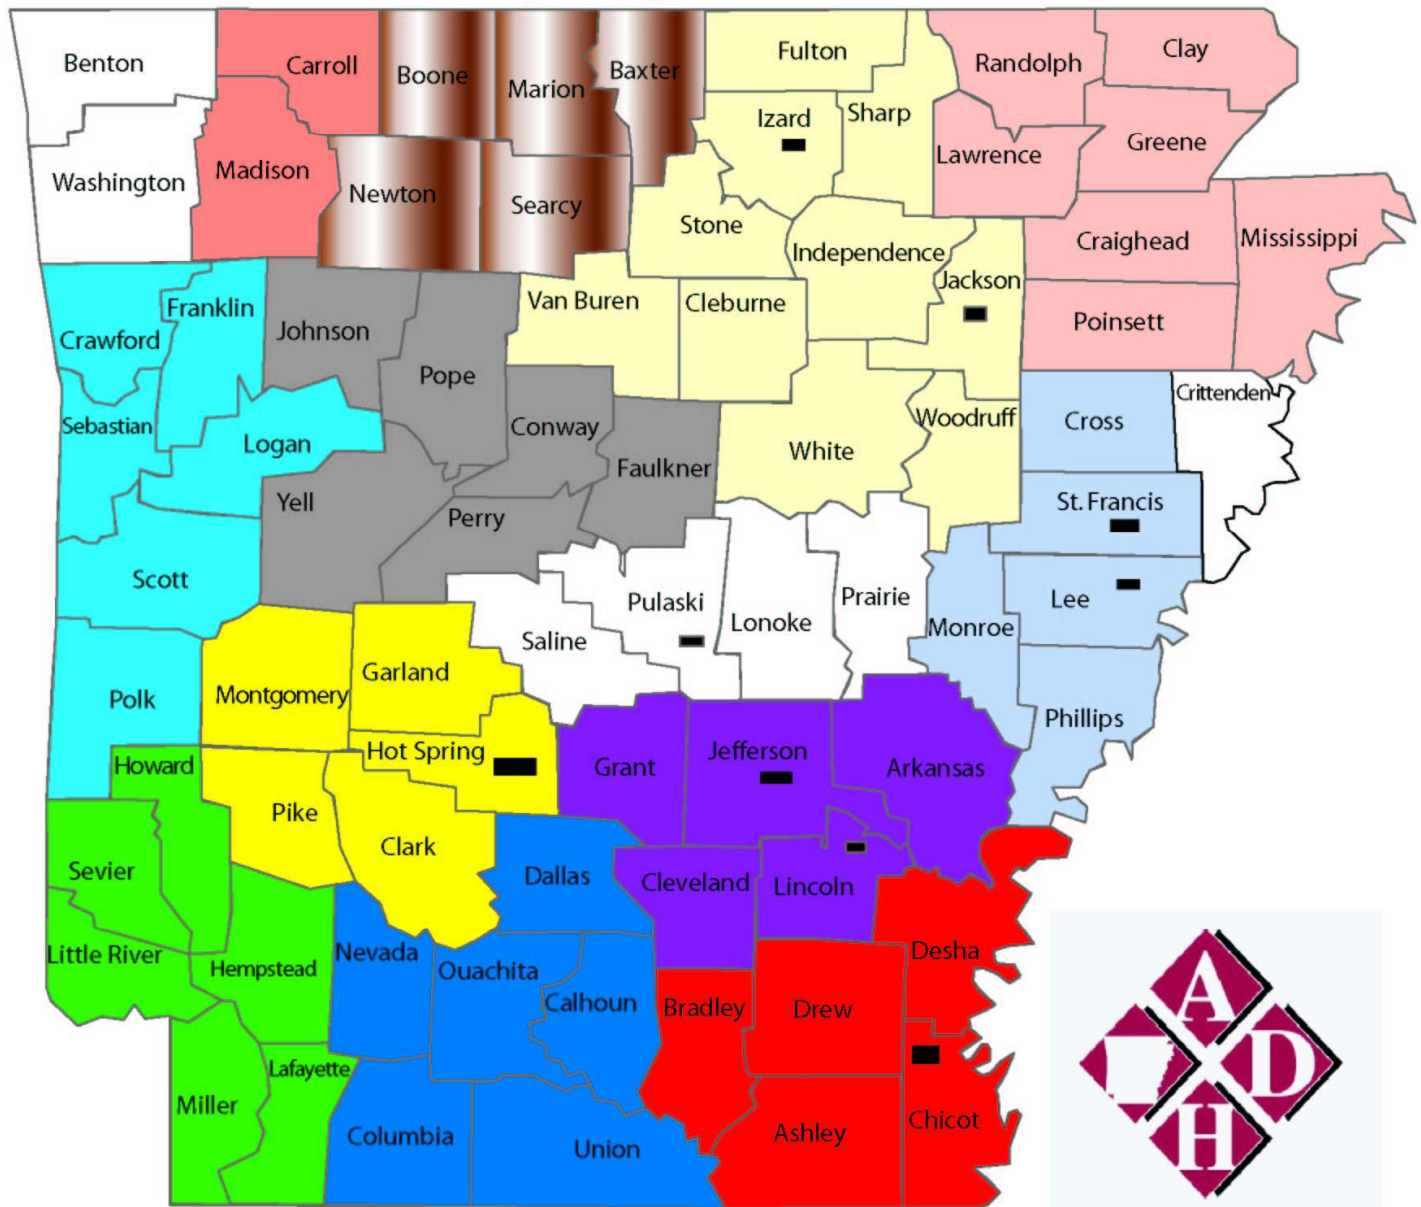 Benton
Carroll
Boone
Marion
Baxter
Fulton
Randolph
Clay
Izard
Sharp
Washington
Madison
Newton
Searcy
Lawrence
Greene
Stone
Independence
Craighead
Mississippi
Crawford
Franklin
Johnson
Van Buren
Cleburne
Jackson
Poinsett
Pope
Sebastian
Logan
Conway
Faulkner
White
Woodruff
Cross
Crittenden
Yell
Perry
St. Francis
Scott
Pulaski
Saline
Lonoke
Prairie
Monroe
Lee
Polk
Montgomery
Garland
Hot Spring
Grant
Jefferson
Arkansas
Phillips
Howard
Pike
Clark
Dallas
Cleveland
Lincoln
Sevier
Little River
Hempstead
Nevada
Ouachita
Calhoun
Bradley
Drew
Desha
Miller
Lafayette
Columbia
Union
Ashley
Chicot
A
D
H